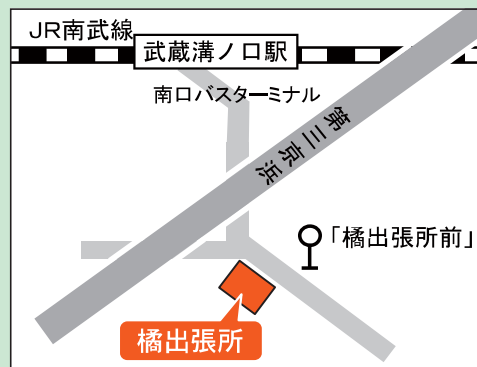 JR南武線
武蔵溝ノ口駅
南口バスターミナル
第三京浜
「橘出張所前」
橘出張所